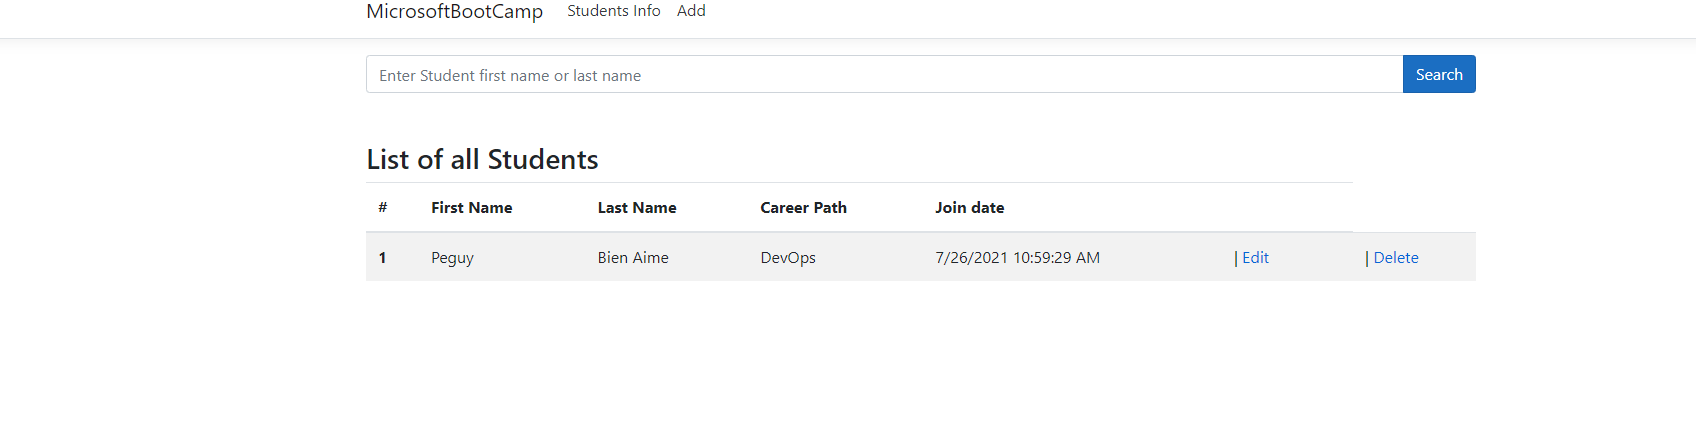 MicrosoftBootCamp Students Info Add
Enter Student first name or last name Search
List of all Students
# First Name Last Name Career Path Join date
1 Peguy Bien Aime DevOps 7/26/2021 10:59:29 AM | Edit | Delete